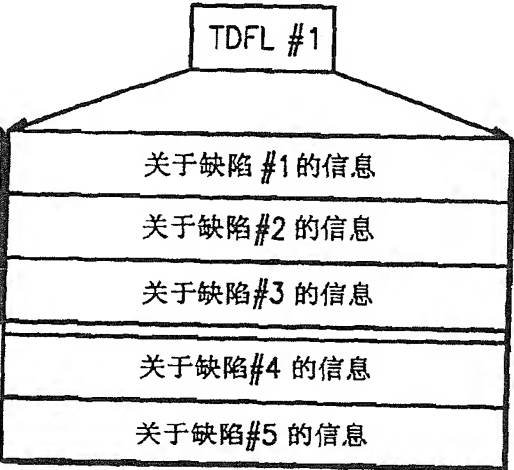 TDFL #1
关于缺陷 #1的信息
关于缺陷#2 的信息
关于缺陷#3 的信息
关于缺陷#4 的信息
关于缺陷#5 的信息